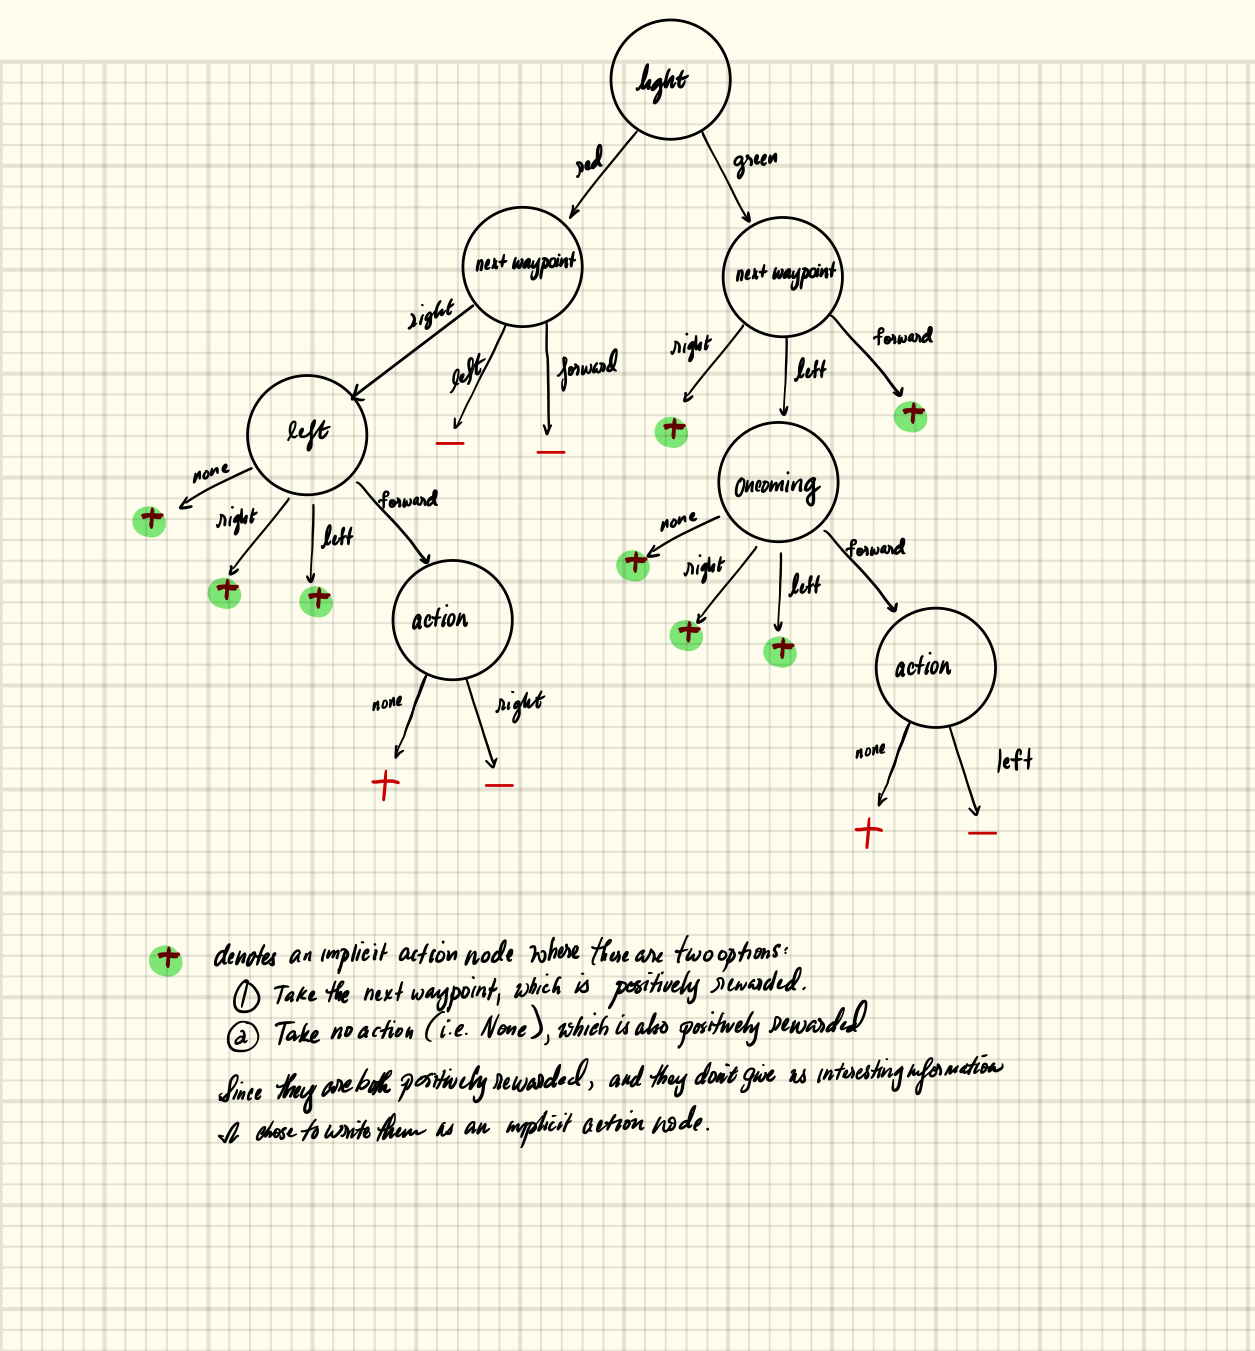 light
red
green
next waypoint
next waypoint
right
left
forward
right
left
forward
left
Oncoming
none
right
left
forward
none
right
left
forward
action
action
none
right
none
left
+ denotes an implicit action node where there are two options:
① Take the next waypoint, which is positively rewarded.
② Take no action (i.e. None), which is also positively rewarded
Since they are both positively rewarded, and they don't give as interesting information
I chose to write them as an implicit action node.